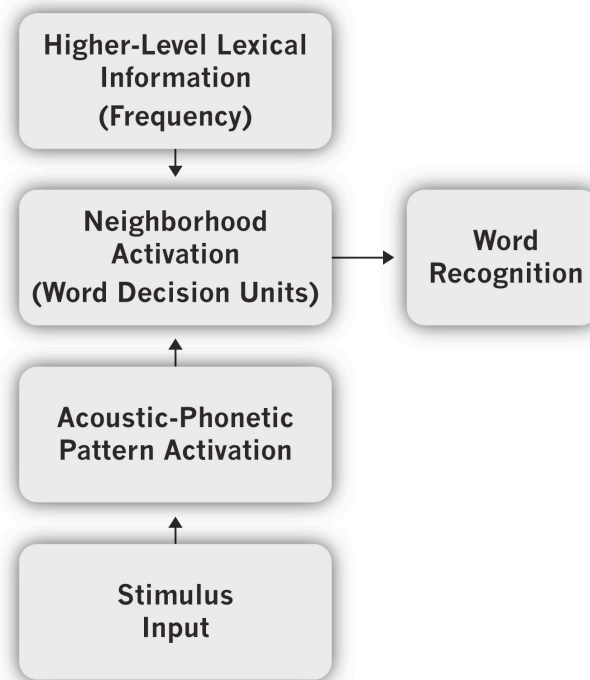 Higher-Level Lexical
Information
(Frequency)
Neighborhood
Activation
(Word Decision Units)
Word
Recognition
Acoustic-Phonetic
Pattern Activation
Stimulus
Input